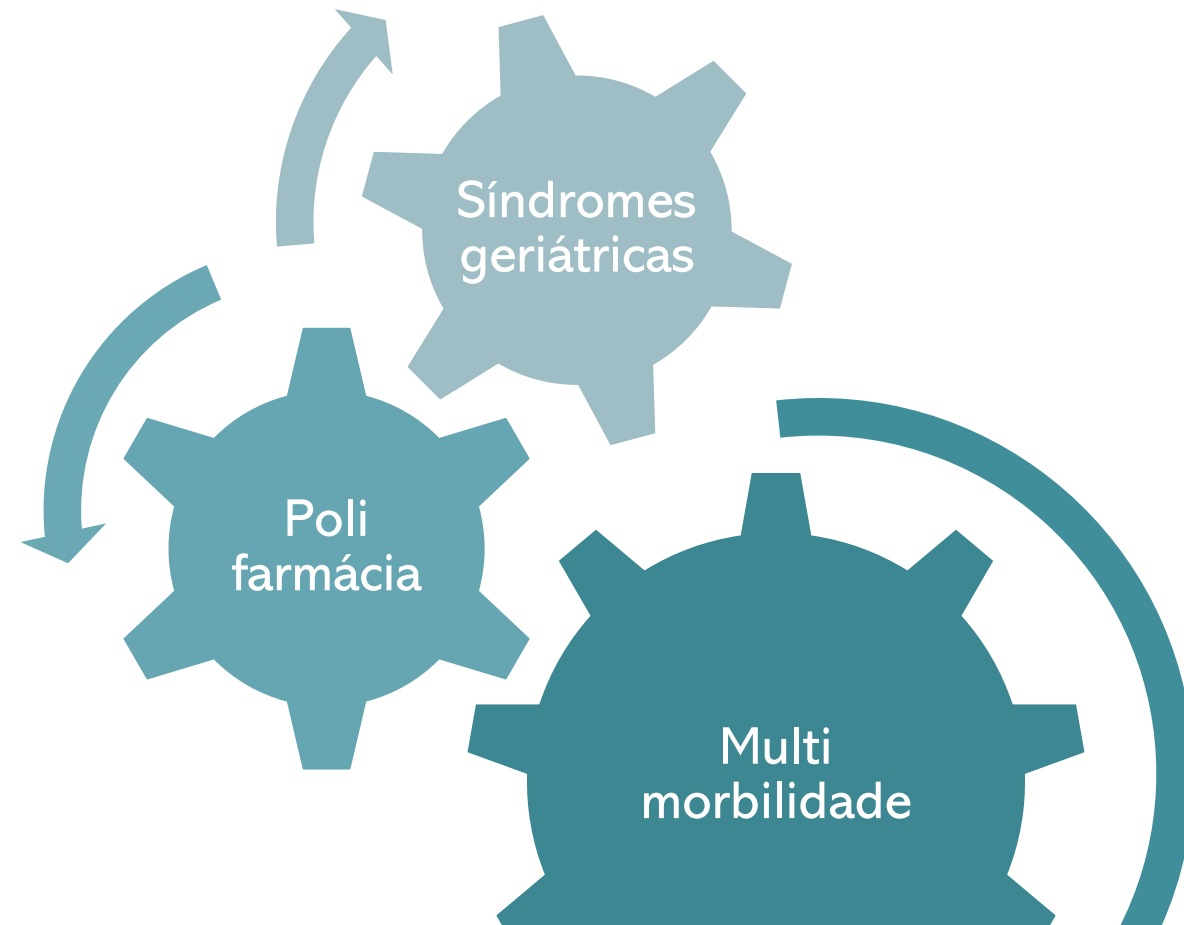 Síndromes
geriátricas
Poli
farmácia
Multi
morbilidade